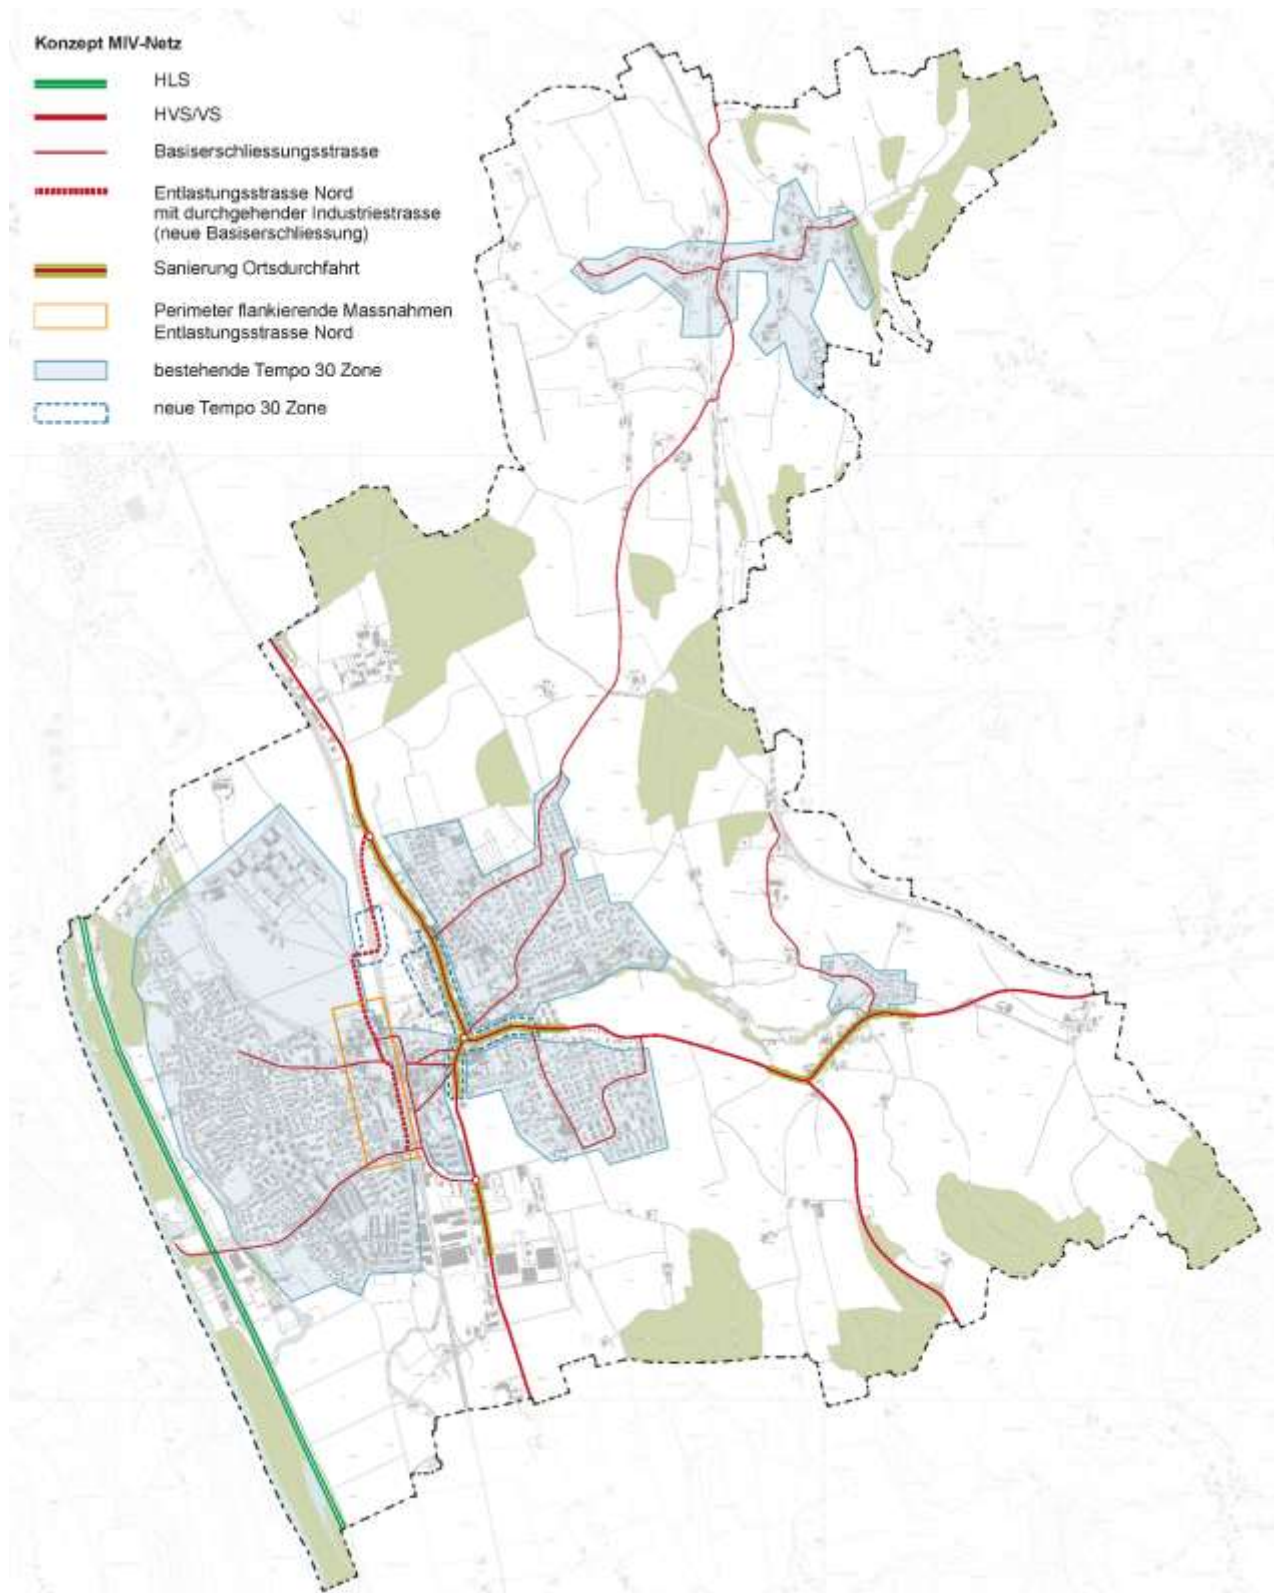 Konzept MIV-Netz
HLS
HVS/VS
Basiserschliessungsstrasse
Entlastungsstrasse Nord
mit durchgehender Industriestrasse
(neue Basiserschliessung)
Sanierung Ortsdurchfahrt
Perimeter flankierende Massnahmen
Entlastungsstrasse Nord
bestehende Tempo 30 Zone
neue Tempo 30 Zone